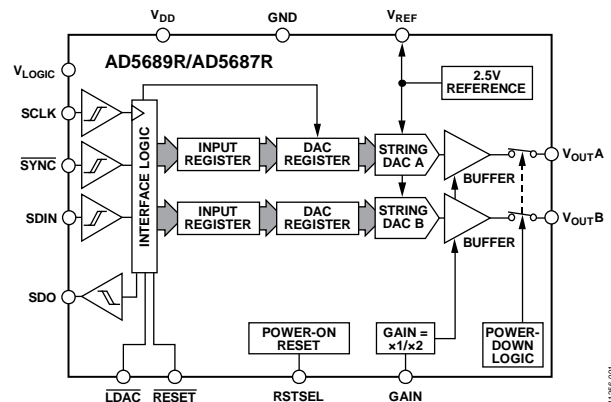 VDD
GND
VREF
AD5689R/AD5687R
VLOGIC
2.5V
REFERENCE
SCLK
SYNC
SDIN
SDO
INTERFACE LOGIC
INPUT
REGISTER
DAC
REGISTER
STRING
DAC A
BUFFER
VOUTA
INPUT
REGISTER
DAC
REGISTER
STRING
DAC B
BUFFER
VOUTB
POWER-ON
RESET
GAIN =
×1/×2
POWER-
DOWN
LOGIC
LDAC
RESET
RSTSEL
GAIN